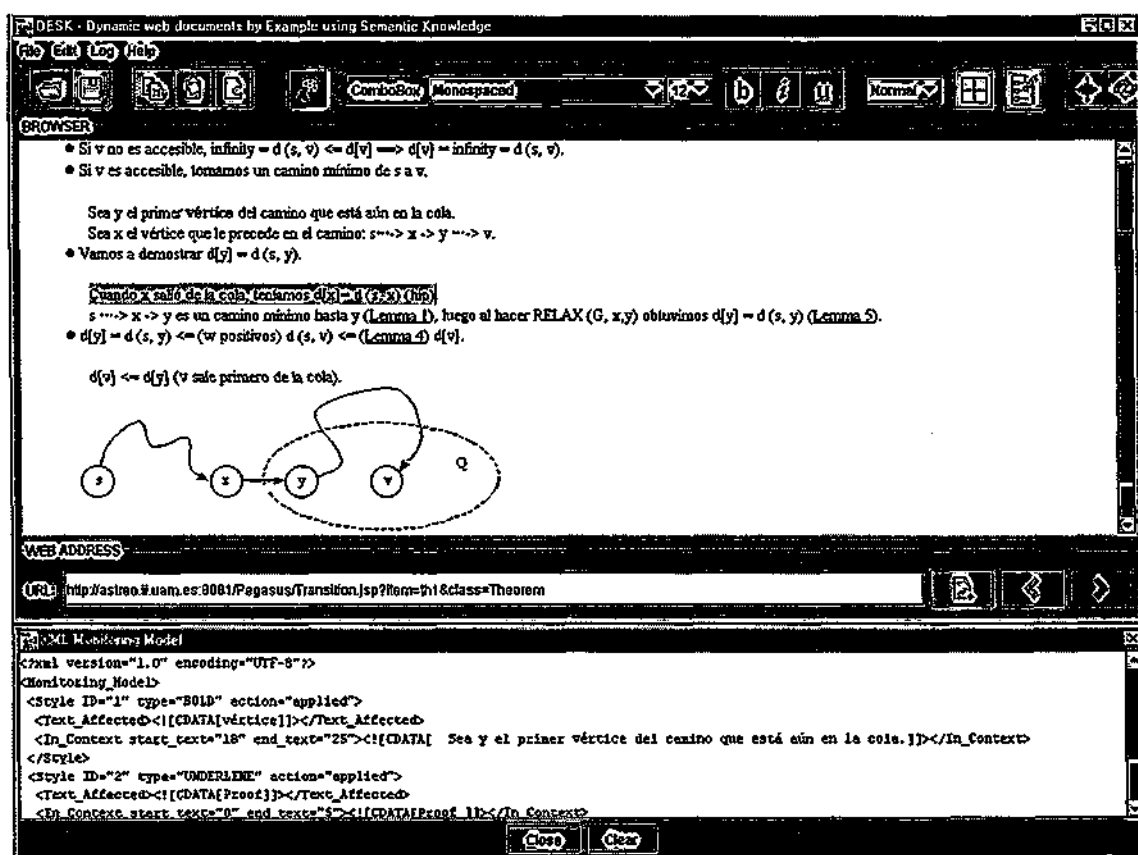 DESK - Dynamic web documents by Example using Semantic Knowledge
File Edit Log Help
ComboBox Monospaced 12 b i u Normal
BROWSER
• Si v no es accesible, infinity = d (s, v) <= d[v] ==> d[v] = infinity = d (s, v).
• Si v es accesible, tomamos un camino mínimo de s a v.
Sea y el primer vértice del camino que está aún en la cola.
Sea x el vértice que le precede en el camino: s····> x -> y ····> v.
• Vamos a demostrar d[y] = d (s, y).
Cuando x salió de la cola, teníamos d[x]= d (s, x) (hip).
s ····> x -> y es un camino mínimo hasta y (Lemma 1), luego al hacer RELAX (G, x,y) obtuvimos d[y] = d (s, y) (Lemma 5).
• d[y] = d (s, y) <= (w positivos) d (s, v) <= (Lemma 4) d[v].
d[v] <= d[y] (v sale primero de la cola).
Q
s x y v
WEB ADDRESS
URL: http://astreo.ii.uam.es:8081/Pegasus/Transition.jsp?item=th1&class=Theorem
XML Monitoring Model
<?xml version="1.0" encoding="UTF-8"?>
<Monitoring_Model>
<Style ID="1" type="BOLD" action="applied">
<Text_Affected><![CDATA[vértice]]></Text_Affected>
<In_Context start_text="18" end_text="25"><![CDATA[ Sea y el primer vértice del camino que está aún en la cola.]]></In_Context>
</Style>
<Style ID="2" type="UNDERLINE" action="applied">
<Text_Affected><![CDATA[Proof]]></Text_Affected>
<In_Context start_text="0" end_text="5"><![CDATA[Proof ]]></In_Context>
Close Clear